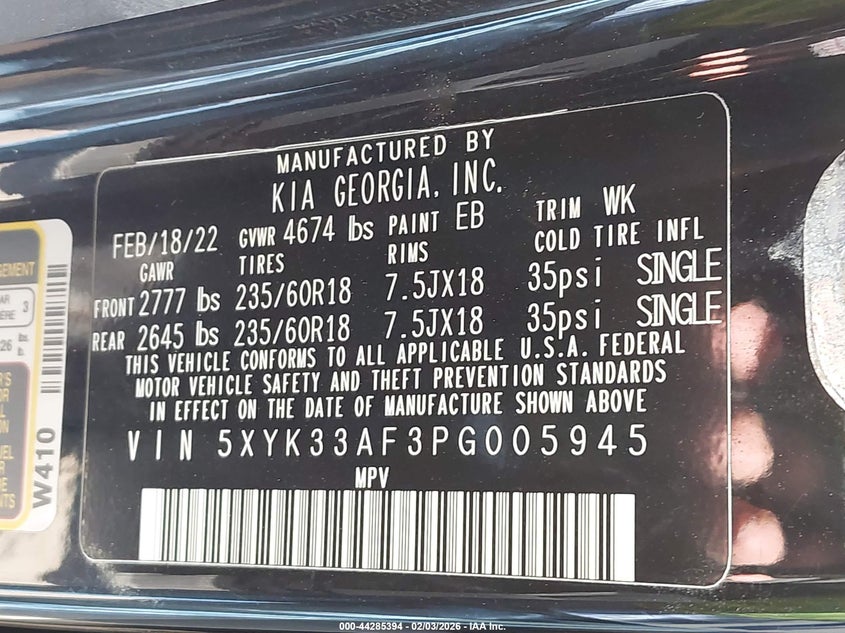 MANUFACTURED BY
KIA GEORGIA, INC.
FEB/18/22 GVWR 4674 lbs PAINT EB TRIM WK
GAWR TIRES RIMS COLD TIRE INFL
FRONT 2777 lbs 235/60R18 7.5JX18 35psi SINGLE
REAR 2645 lbs 235/60R18 7.5JX18 35psi SINGLE
THIS VEHICLE CONFORMS TO ALL APPLICABLE U.S.A. FEDERAL
MOTOR VEHICLE SAFETY AND THEFT PREVENTION STANDARDS
IN EFFECT ON THE DATE OF MANUFACTURE SHOWN ABOVE
VIN 5XYK33AF3PG005945
MPV
W410
000-44285394 - 02/03/2026 - IAA Inc.